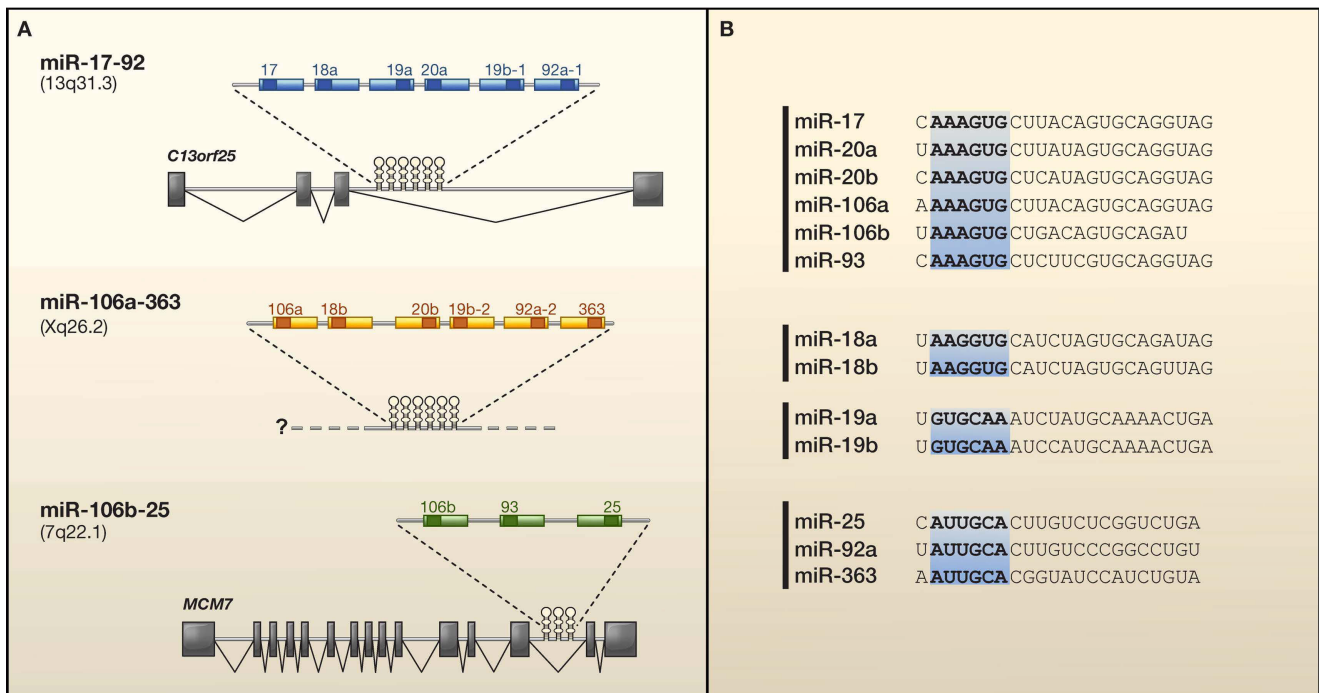 A
miR-17-92
(13q31.3)
17 18a 19a 20a 19b-1 92a-1
C13orf25
miR-106a-363
(Xq26.2)
106a 18b 20b 19b-2 92a-2 363
?
miR-106b-25
(7q22.1)
106b 93 25
MCM7
B
miR-17 CAAAGUGCUUACAGUGCAGGUAG
miR-20a UAAAGUGCUUAUAGUGCAGGUAG
miR-20b CAAAGUGCUCAUAGUGCAGGUAG
miR-106a AAAAGUGCUUACAGUGCAGGUAG
miR-106b UAAAGUGCUGACAGUGCAGAU
miR-93 CAAAGUGCUCUUCGUGCAGGUAG
miR-18a UAAGGUGCAUCUAGUGCAGAUAG
miR-18b UAAGGUGCAUCUAGUGCAGUUAG
miR-19a UGUGCAAAUCUAUGCAAAACUGA
miR-19b UGUGCAAAUCCAUGCAAAACUGA
miR-25 CAUUGCACUUGUCUCGGUCUGA
miR-92a UAUUGCACUUGUCCCGGCCUGU
miR-363 AAUUGCACGGUAUCCAUCUGUA